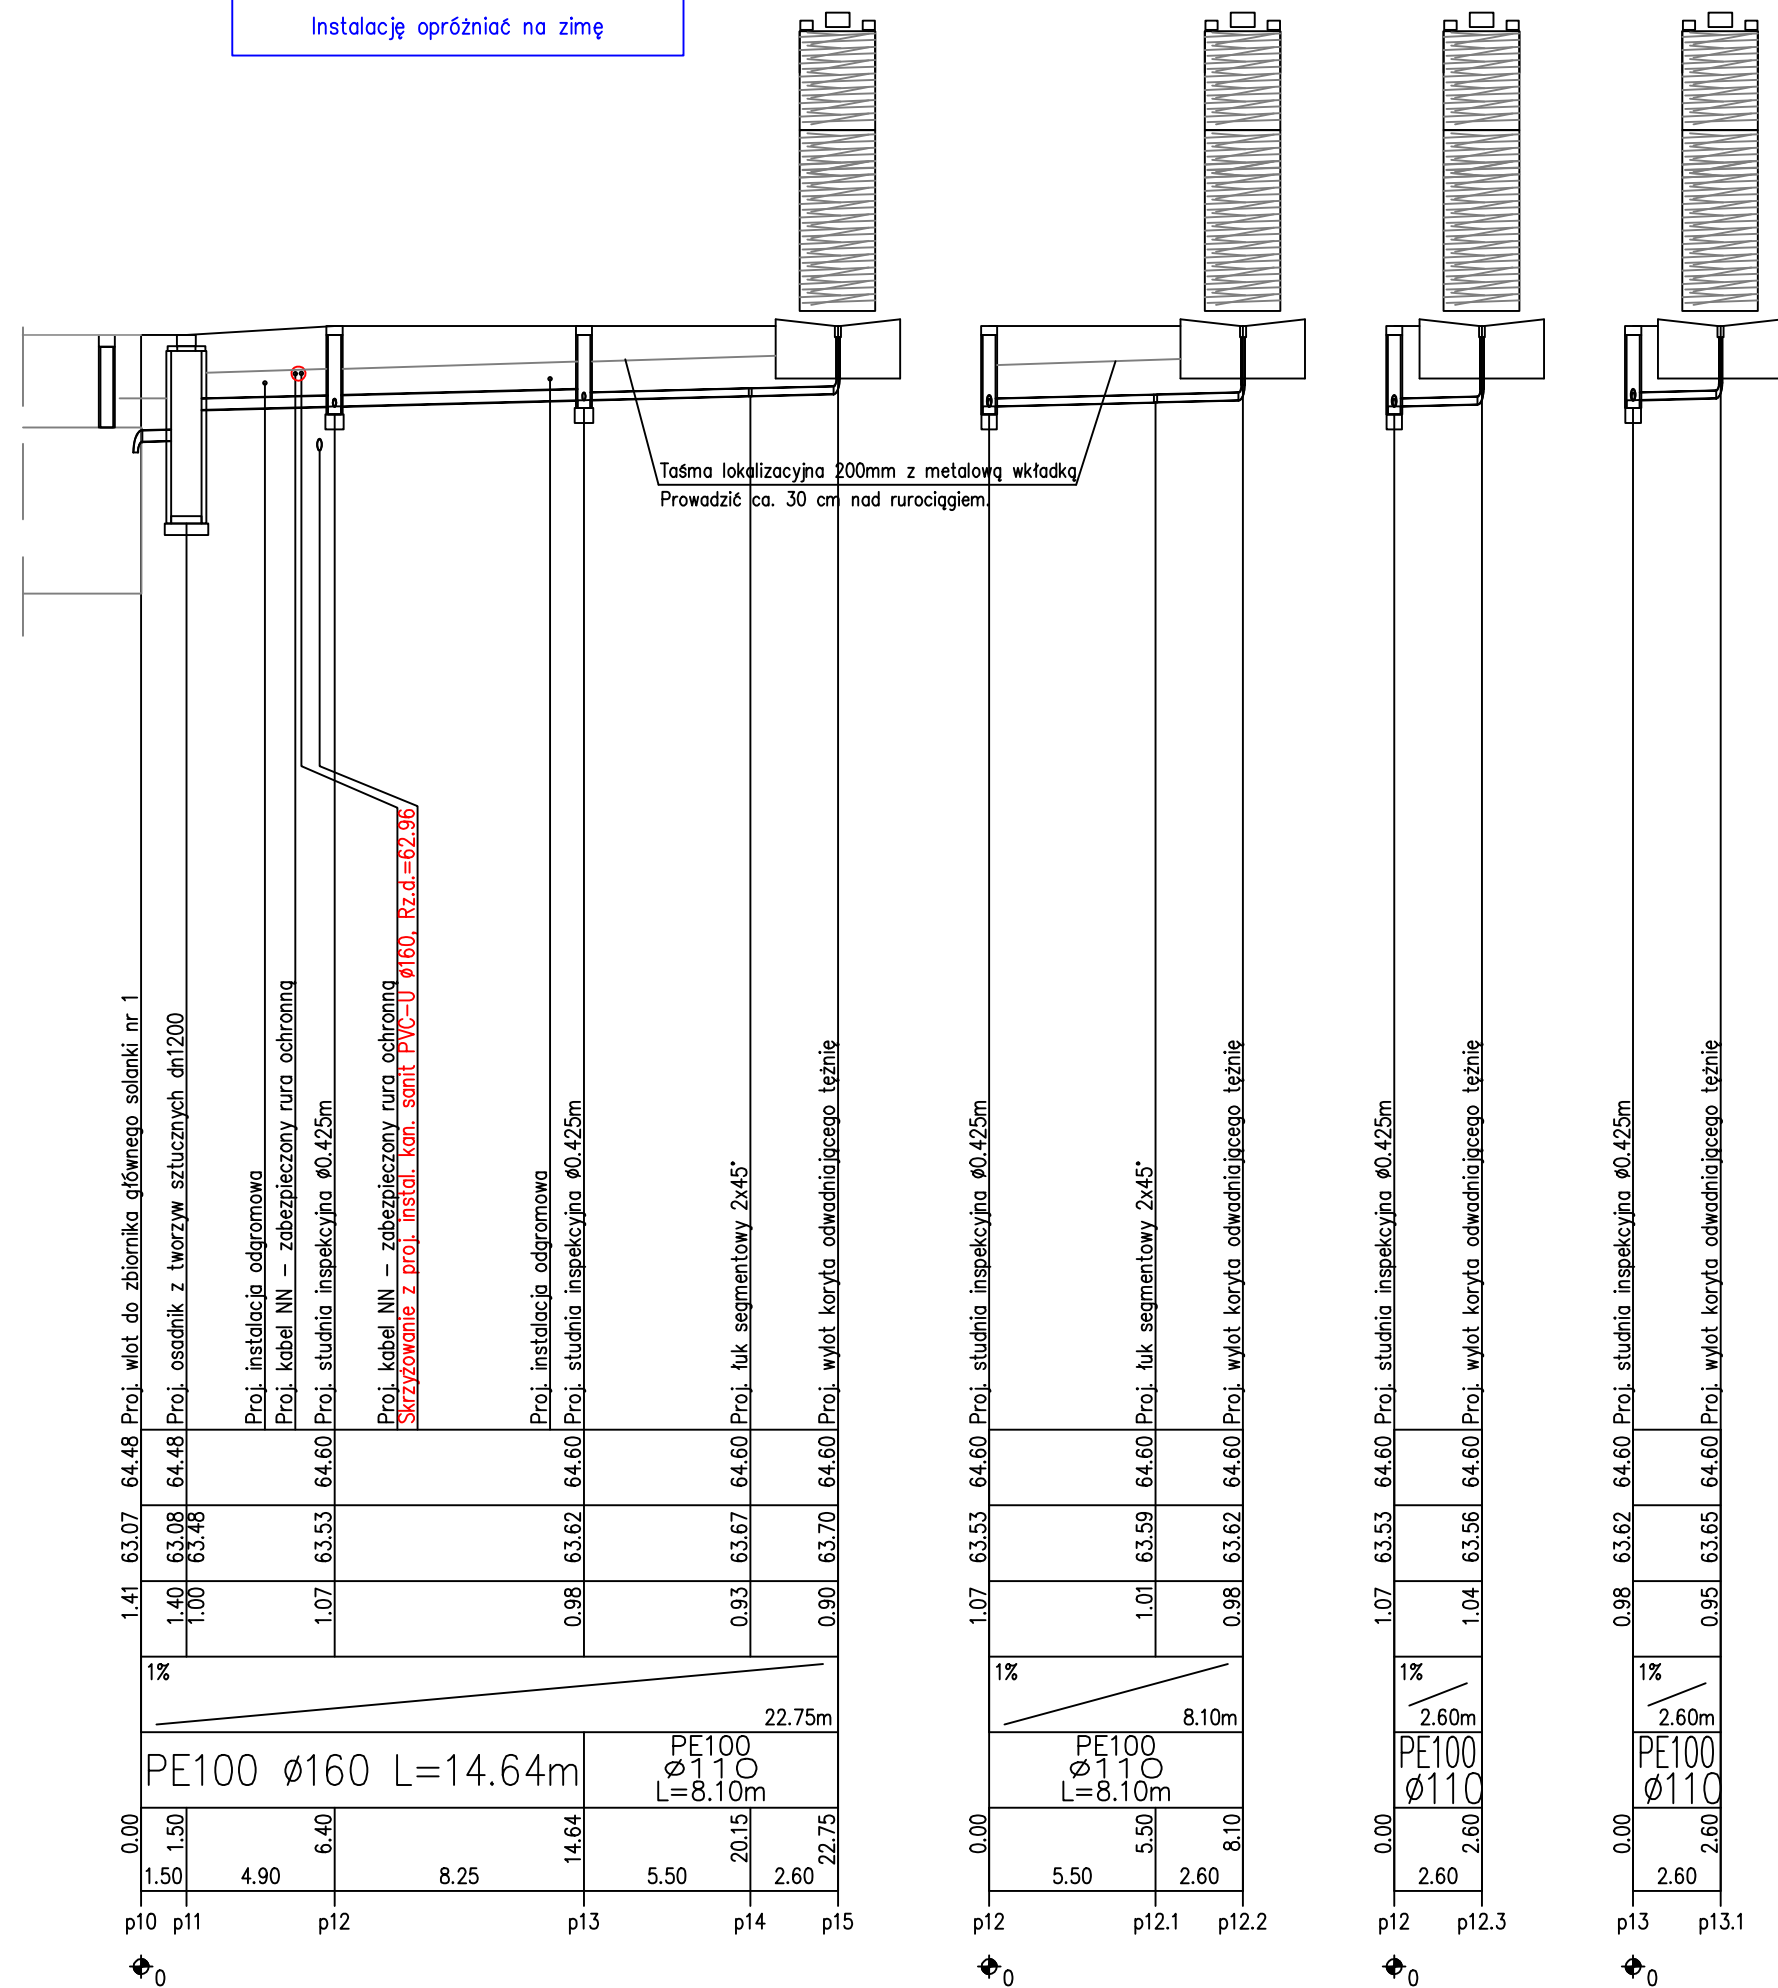 Instalację opróżniać na zimę
Taśma lokalizacyjna 200mm z metalową wkładką
Prowadzić ca. 30 cm nad rurociągiem.
Proj. wlot do zbiornika głównego solanki nr 1
Proj. osadnik z tworzyw sztucznych dn1200
Proj. instalacja odgromowa
Proj. kabel NN – zabezpieczony rura ochronną
Proj. studnia inspekcyjna ø0.425m
Proj. kabel NN – zabezpieczony rura ochronną
Skrzyżowanie z proj. instal. kan. sanit PVC-U ø160, Rz.d.=62.96
Proj. instalacja odgromowa
Proj. studnia inspekcyjna ø0.425m
Proj. łuk segmentowy 2x45°
Proj. wylot koryta odwadniającego tężnię
Proj. studnia inspekcyjna ø0.425m
Proj. łuk segmentowy 2x45°
Proj. wylot koryta odwadniającego tężnię
Proj. studnia inspekcyjna ø0.425m
Proj. wylot koryta odwadniającego tężnię
Proj. studnia inspekcyjna ø0.425m
Proj. wylot koryta odwadniającego tężnię
64.48 64.48 64.60 64.60 64.60 64.60 64.60 64.60 64.60 64.60 64.60 64.60 64.60
63.07 63.08 63.48 63.53 63.62 63.67 63.70 63.53 63.59 63.62 63.53 63.56 63.62 63.65
1.41 1.40 1.00 1.07 0.98 0.93 0.90 1.07 1.01 0.98 1.07 1.04 0.98 0.95
1% 1% 1% 1%
22.75m 8.10m 2.60m 2.60m
PE100 ø160 L=14.64m
PE100
ø110
L=8.10m
PE100
ø110
L=8.10m
PE100
ø110
PE100
ø110
0.00 1.50 6.40 14.64 20.15 22.75 0.00 5.50 8.10 0.00 2.60 0.00 2.60
1.50 4.90 8.25 5.50 2.60 5.50 2.60 2.60 2.60
p10 p11 p12 p13 p14 p15 p12 p12.1 p12.2 p12 p12.3 p13 p13.1
0 0 0 0